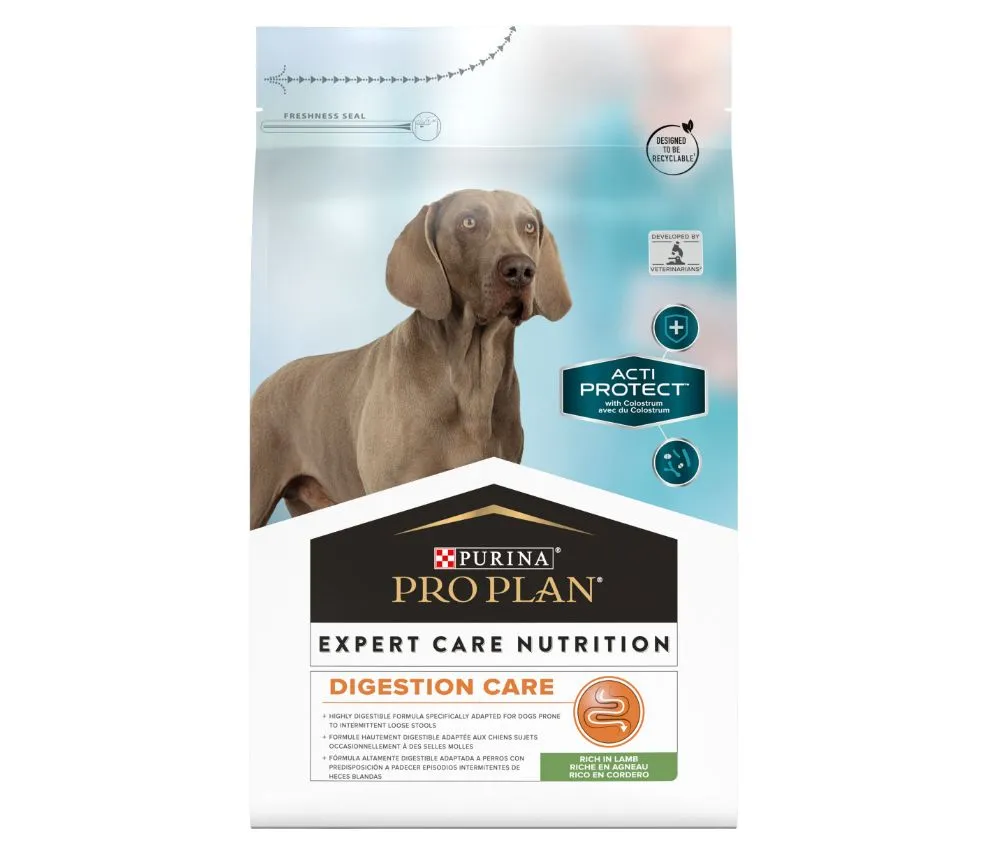 FRESHNESS SEAL
DESIGNED
TO BE
RECYCLABLE¹
DEVELOPED BY
VETERINARIANS²
ACTI
PROTECT™
with Colostrum
avec du Colostrum
PURINA®
PRO PLAN®
EXPERT CARE NUTRITION
DIGESTION CARE
+ HIGHLY DIGESTIBLE FORMULA SPECIFICALLY ADAPTED FOR DOGS PRONE
TO INTERMITTENT LOOSE STOOLS
+ FORMULE HAUTEMENT DIGESTIBLE ADAPTÉE AUX CHIENS SUJETS
OCCASIONNELLEMENT À DES SELLES MOLLES
+ FÓRMULA ALTAMENTE DIGESTIBLE ADAPTADA A PERROS CON
PREDISPOSICIÓN A PADECER EPISODIOS INTERMITENTES DE
HECES BLANDAS
RICH IN LAMB
RICHE EN AGNEAU
RICO EN CORDERO